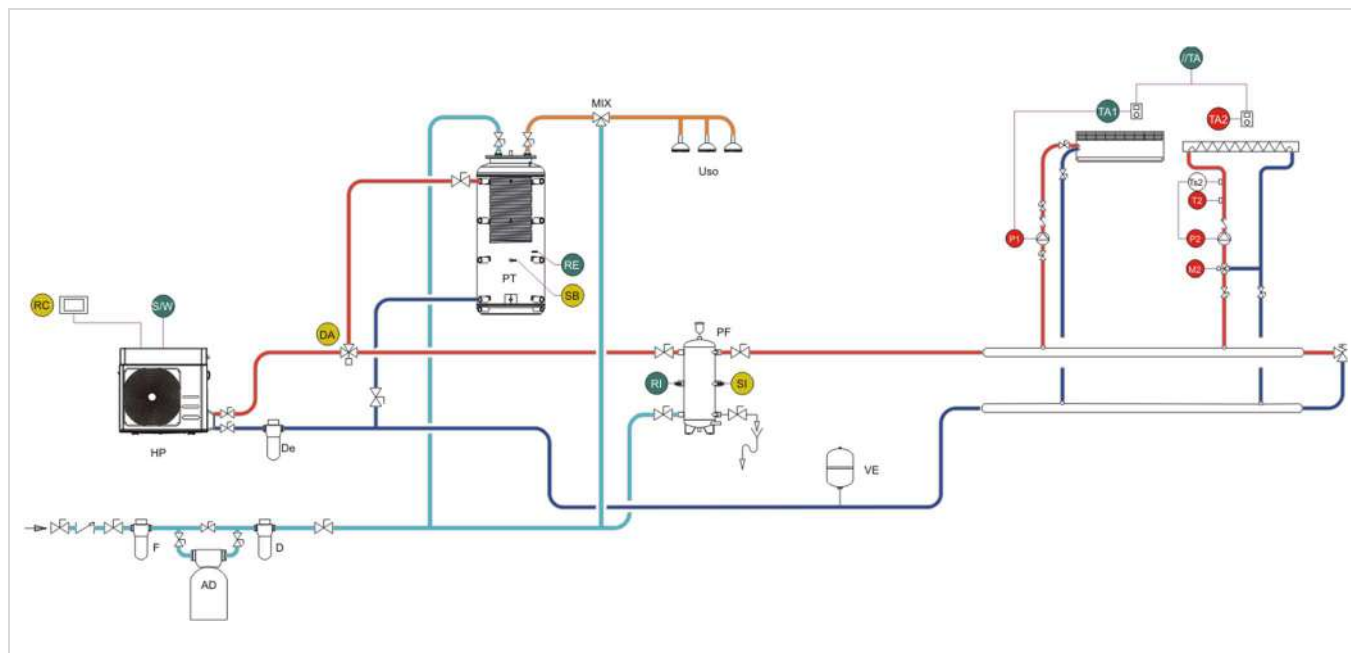 //TA
MIX
TA1
TA2
Uso
Ts2
T2
P1
P2
RE
PT
SB
M2
RC
S/W
DA
PF
RI
SI
HP
De
VE
F
D
AD